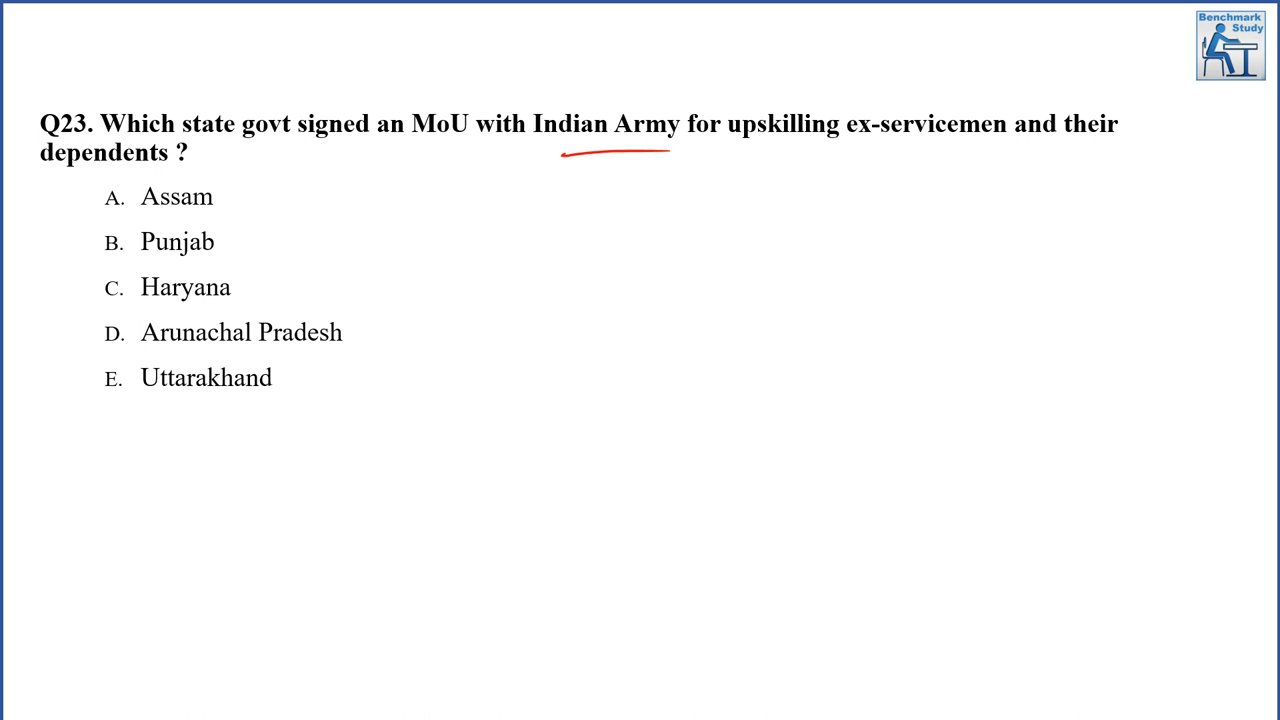 Benchmark
Study
Q23. Which state govt signed an MoU with Indian Army for upskilling ex-servicemen and their
dependents ?
A. Assam
B. Punjab
C. Haryana
D. Arunachal Pradesh
E. Uttarakhand